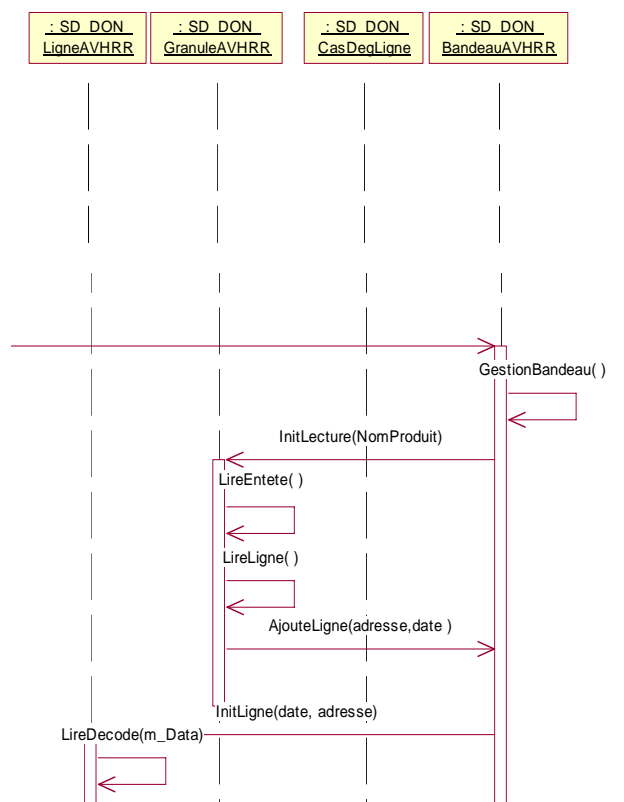 : SD_DON
LigneAVHRR
: SD_DON
GranuleAVHRR
: SD_DON
CasDegLigne
: SD_DON
BandeauAVHRR
GestionBandeau( )
InitLecture(NomProduit)
LireEntete( )
LireLigne( )
AjouteLigne(adresse,date )
InitLigne(date, adresse)
LireDecode(m_Data)